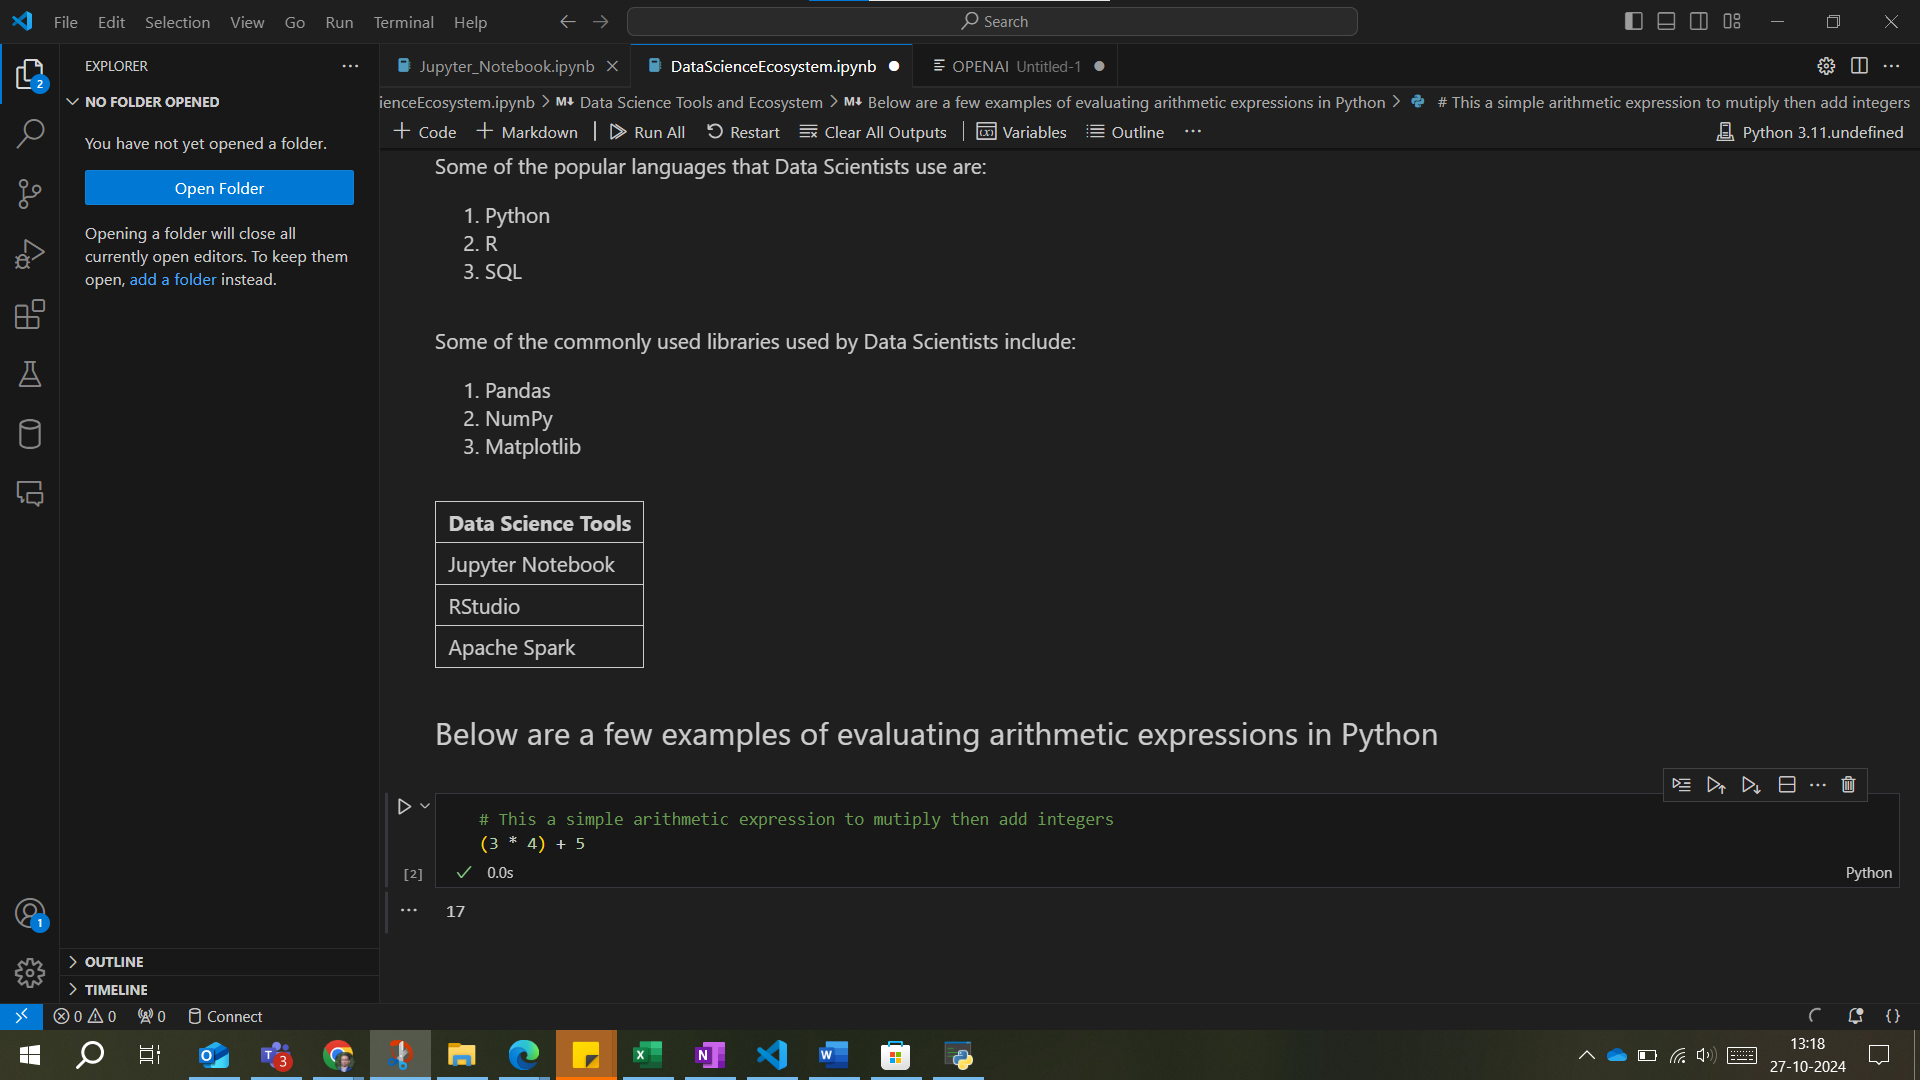 File Edit Selection View Go Run Terminal Help
Search
EXPLORER
2
NO FOLDER OPENED
You have not yet opened a folder.
Open Folder
Opening a folder will close all
currently open editors. To keep them
open, add a folder instead.
OUTLINE
TIMELINE
1
Jupyter_Notebook.ipynb
DataScienceEcosystem.ipynb
OPENAI Untitled-1
ienceEcosystem.ipynb > M↓ Data Science Tools and Ecosystem > M↓ Below are a few examples of evaluating arithmetic expressions in Python > # This a simple arithmetic expression to mutiply then add integers
+ Code + Markdown | Run All Restart Clear All Outputs | Variables Outline ···
Python 3.11.undefined
Some of the popular languages that Data Scientists use are:
1. Python
2. R
3. SQL
Some of the commonly used libraries used by Data Scientists include:
1. Pandas
2. NumPy
3. Matplotlib
Data Science Tools
Jupyter Notebook
RStudio
Apache Spark
Below are a few examples of evaluating arithmetic expressions in Python
# This a simple arithmetic expression to mutiply then add integers
(3 * 4) + 5
[2]
0.0s
Python
17
0 0 0 Connect
{}
3
13:18
27-10-2024